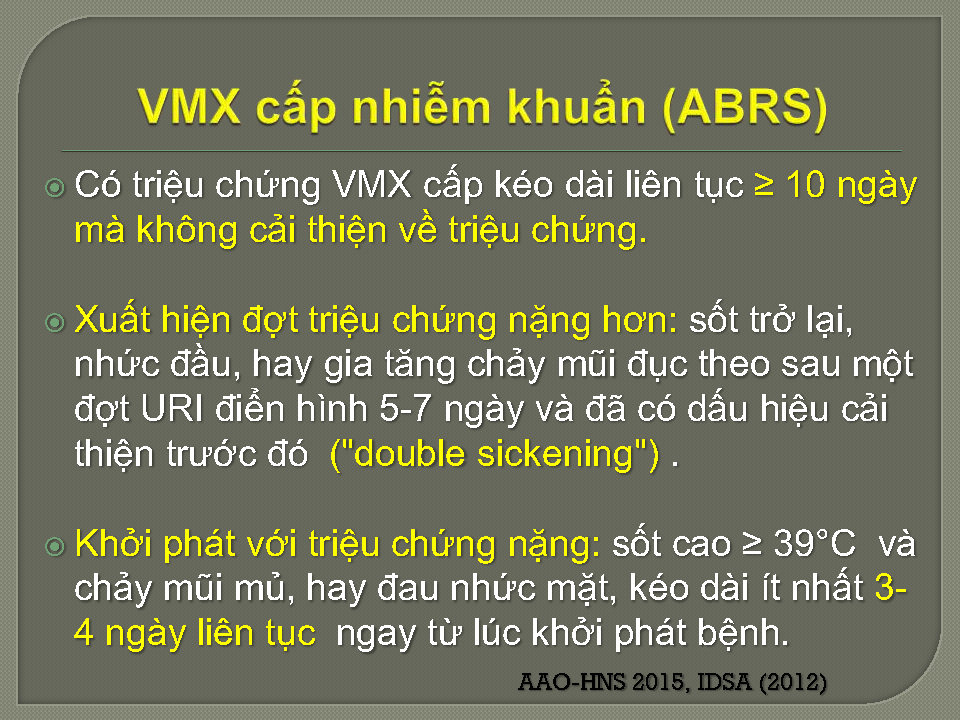 VMX cấp nhiễm khuẩn (ABRS)
Có triệu chứng VMX cấp kéo dài liên tục ≥ 10 ngày
mà không cải thiện về triệu chứng.
Xuất hiện đợt triệu chứng nặng hơn: sốt trở lại,
nhức đầu, hay gia tăng chảy mũi đục theo sau một
đợt URI điển hình 5-7 ngày và đã có dấu hiệu cải
thiện trước đó ("double sickening") .
Khởi phát với triệu chứng nặng: sốt cao ≥ 39°C và
chảy mũi mủ, hay đau nhức mặt, kéo dài ít nhất 3-
4 ngày liên tục ngay từ lúc khởi phát bệnh.
AAO-HNS 2015, IDSA (2012)